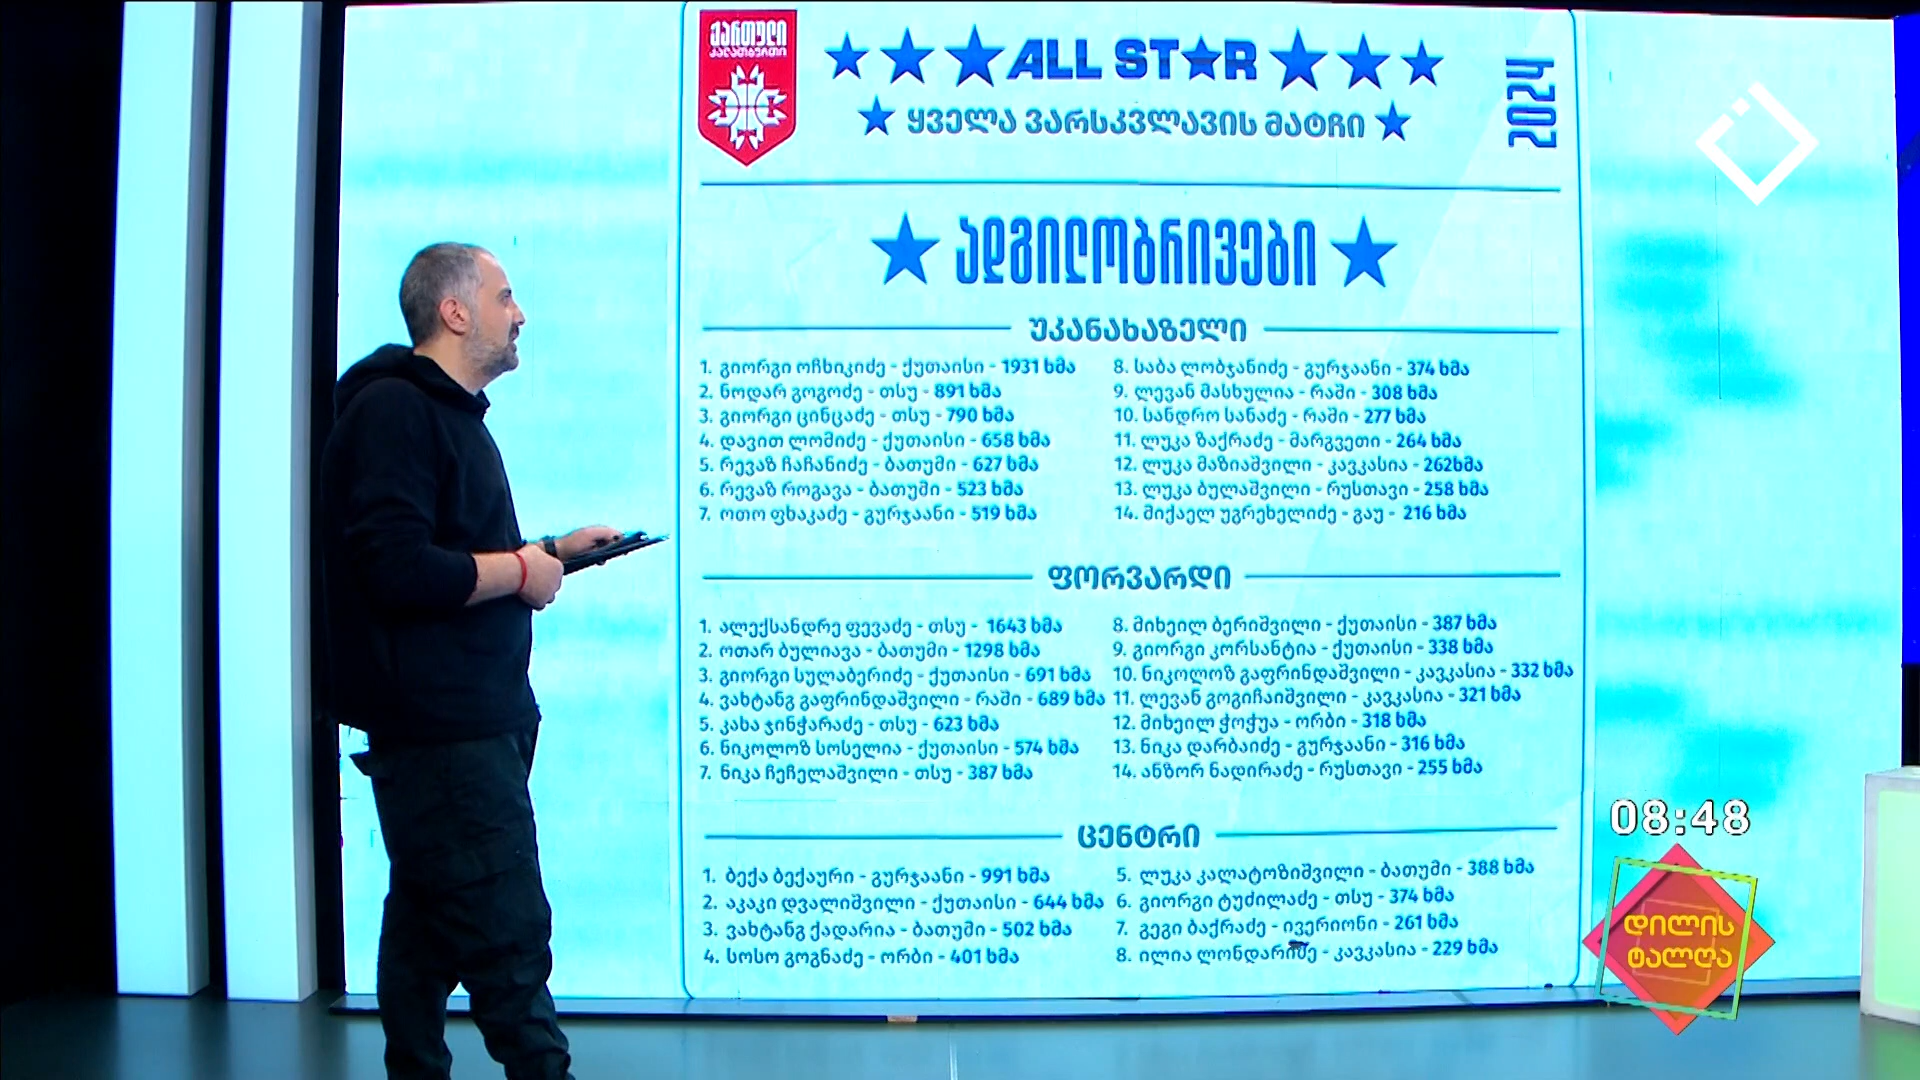 ქართული
კალათბურთი
ALL STAR
ყველა ვარსკვლავის მატჩი
2024
ადგილობრივები
უკანახაზელი
1. გიორგი ოჩხიკიძე - ქუთაისი - 1931 ხმა
2. ნოდარ გოგოძე - თსუ - 891 ხმა
3. გიორგი ცინცაძე - თსუ - 790 ხმა
4. დავით ლომიძე - ქუთაისი - 658 ხმა
5. რევაზ ჩაჩანიძე - ბათუმი - 627 ხმა
6. რევაზ როგავა - ბათუმი - 523 ხმა
7. ოთო ფხაკაძე - გურჯაანი - 519 ხმა
8. საბა ლობჯანიძე - გურჯაანი - 374 ხმა
9. ლევან მასხულია - რაში - 308 ხმა
10. სანდრო სანაძე - რაში - 277 ხმა
11. ლუკა ზაქრაძე - მარგვეთი - 264 ხმა
12. ლუკა მაზიაშვილი - კავკასია - 262ხმა
13. ლუკა ბულაშვილი - რუსთავი - 258 ხმა
14. მიქაელ უგრეხელიძე - გაუ - 216 ხმა
ფორვარდი
1. ალექსანდრე ფევაძე - თსუ - 1643 ხმა
2. ოთარ ბულიავა - ბათუმი - 1298 ხმა
3. გიორგი სულაბერიძე - ქუთაისი - 691 ხმა
4. ვახტანგ გაფრინდაშვილი - რაში - 689 ხმა
5. კახა ჯინჭარაძე - თსუ - 623 ხმა
6. ნიკოლოზ სოსელია - ქუთაისი - 574 ხმა
7. ნიკა ჩეჩელაშვილი - თსუ - 387 ხმა
8. მიხეილ ბერიშვილი - ქუთაისი - 387 ხმა
9. გიორგი კორსანტია - ქუთაისი - 338 ხმა
10. ნიკოლოზ გაფრინდაშვილი - კავკასია - 332 ხმა
11. ლევან გოგიჩაიშვილი - კავკასია - 321 ხმა
12. მიხეილ ჭოჭუა - ორბი - 318 ხმა
13. ნიკა დარბაიძე - გურჯაანი - 316 ხმა
14. ანზორ ნადირაძე - რუსთავი - 255 ხმა
ცენტრი
1. ბექა ბექაური - გურჯაანი - 991 ხმა
2. აკაკი დვალიშვილი - ქუთაისი - 644 ხმა
3. ვახტანგ ქადარია - ბათუმი - 502 ხმა
4. სოსო გოგნაძე - ორბი - 401 ხმა
5. ლუკა კალატოზიშვილი - ბათუმი - 388 ხმა
6. გიორგი ტუძილაძე - თსუ - 374 ხმა
7. გეგი ბაქრაძე - ივერიონი - 261 ხმა
8. ილია ლონდარიძე - კავკასია - 229 ხმა
08:48
დილის
ტალღა